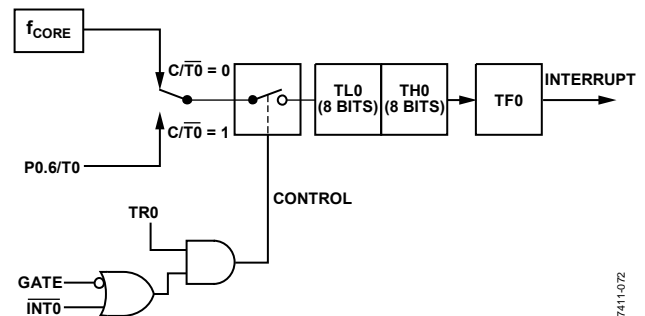 fCORE
C/T0 = 0
TL0
(8 BITS)
TH0
(8 BITS)
TF0
INTERRUPT
C/T0 = 1
P0.6/T0
CONTROL
TR0
GATE
INT0
7411-072